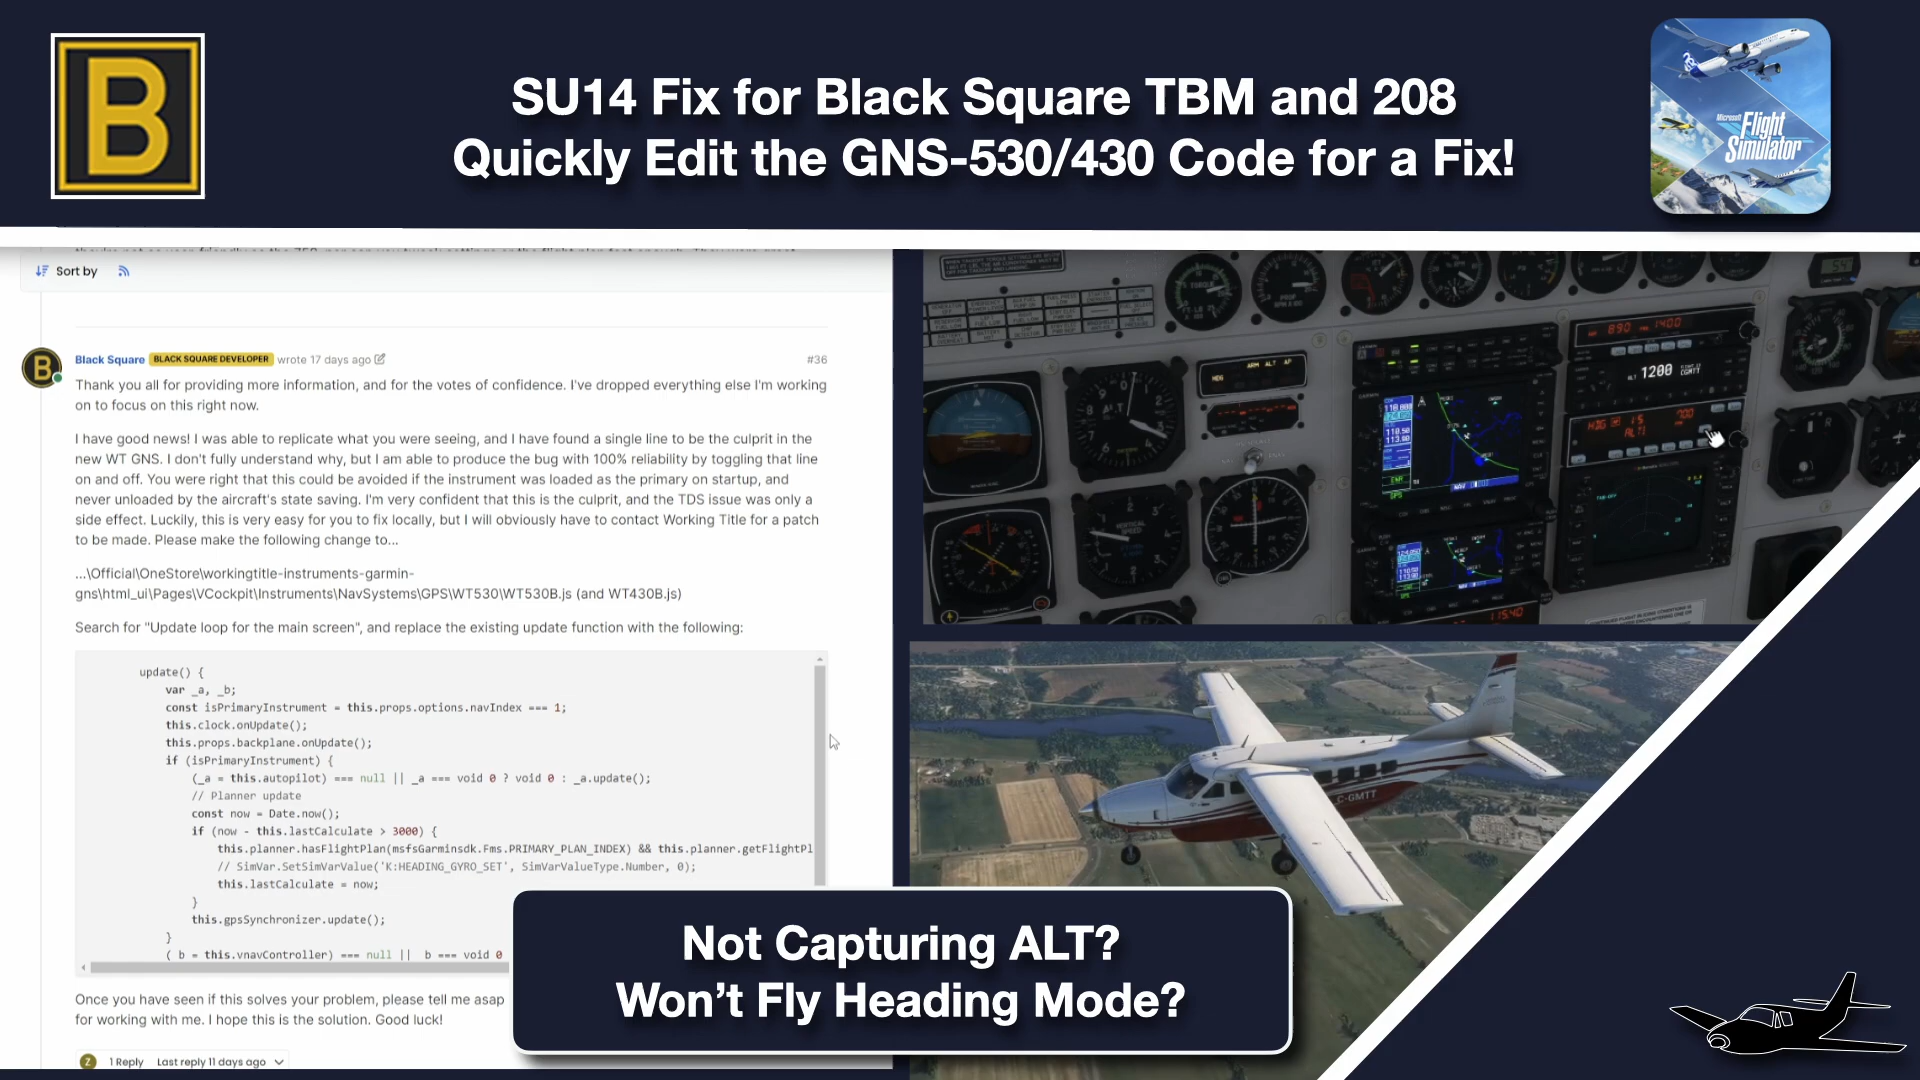 B
SU14 Fix for Black Square TBM and 208
Quickly Edit the GNS-530/430 Code for a Fix!
Microsoft
Flight
Simulator
Sort by
B
Black Square BLACK SQUARE DEVELOPER wrote 17 days ago
#36
Thank you all for providing more information, and for the votes of confidence. I've dropped everything else I'm working
on to focus on this right now.
I have good news! I was able to replicate what you were seeing, and I have found a single line to be the culprit in the
new WT GNS. I don't fully understand why, but I am able to produce the bug with 100% reliability by toggling that line
on and off. You were right that this could be avoided if the instrument was loaded as the primary on startup, and
never unloaded by the aircraft's state saving. I'm very confident that this is the culprit, and the TDS issue was only a
side effect. Luckily, this is very easy for you to fix locally, but I will obviously have to contact Working Title for a patch
to be made. Please make the following change to...
...\Official\OneStore\workingtitle-instruments-garmin-
gns\html_ui\Pages\VCockpit\Instruments\NavSystems\GPS\WT530\WT530B.js (and WT430B.js)
Search for "Update loop for the main screen", and replace the existing update function with the following:
update() {
var _a, _b;
const isPrimaryInstrument = this.props.options.navIndex === 1;
this.clock.onUpdate();
this.props.backplane.onUpdate();
if (isPrimaryInstrument) {
(_a = this.autopilot) === null || _a === void 0 ? void 0 : _a.update();
// Planner update
const now = Date.now();
if (now - this.lastCalculate > 3000) {
this.planner.hasFlightPlan(msfsGarminsdk.Fms.PRIMARY_PLAN_INDEX) && this.planner.getFlightPl
// SimVar.SetSimVarValue('K:HEADING_GYRO_SET', SimVarValueType.Number, 0);
this.lastCalculate = now;
}
this.gpsSynchronizer.update();
}
( b = this.vnavController) === null || b === void 0
Once you have seen if this solves your problem, please tell me asap
for working with me. I hope this is the solution. Good luck!
Z 1 Reply Last reply 11 days ago
HDG ARM ALT AP
890 1400
ALT 1200 CGMTT
C-GMTT
Not Capturing ALT?
Won't Fly Heading Mode?